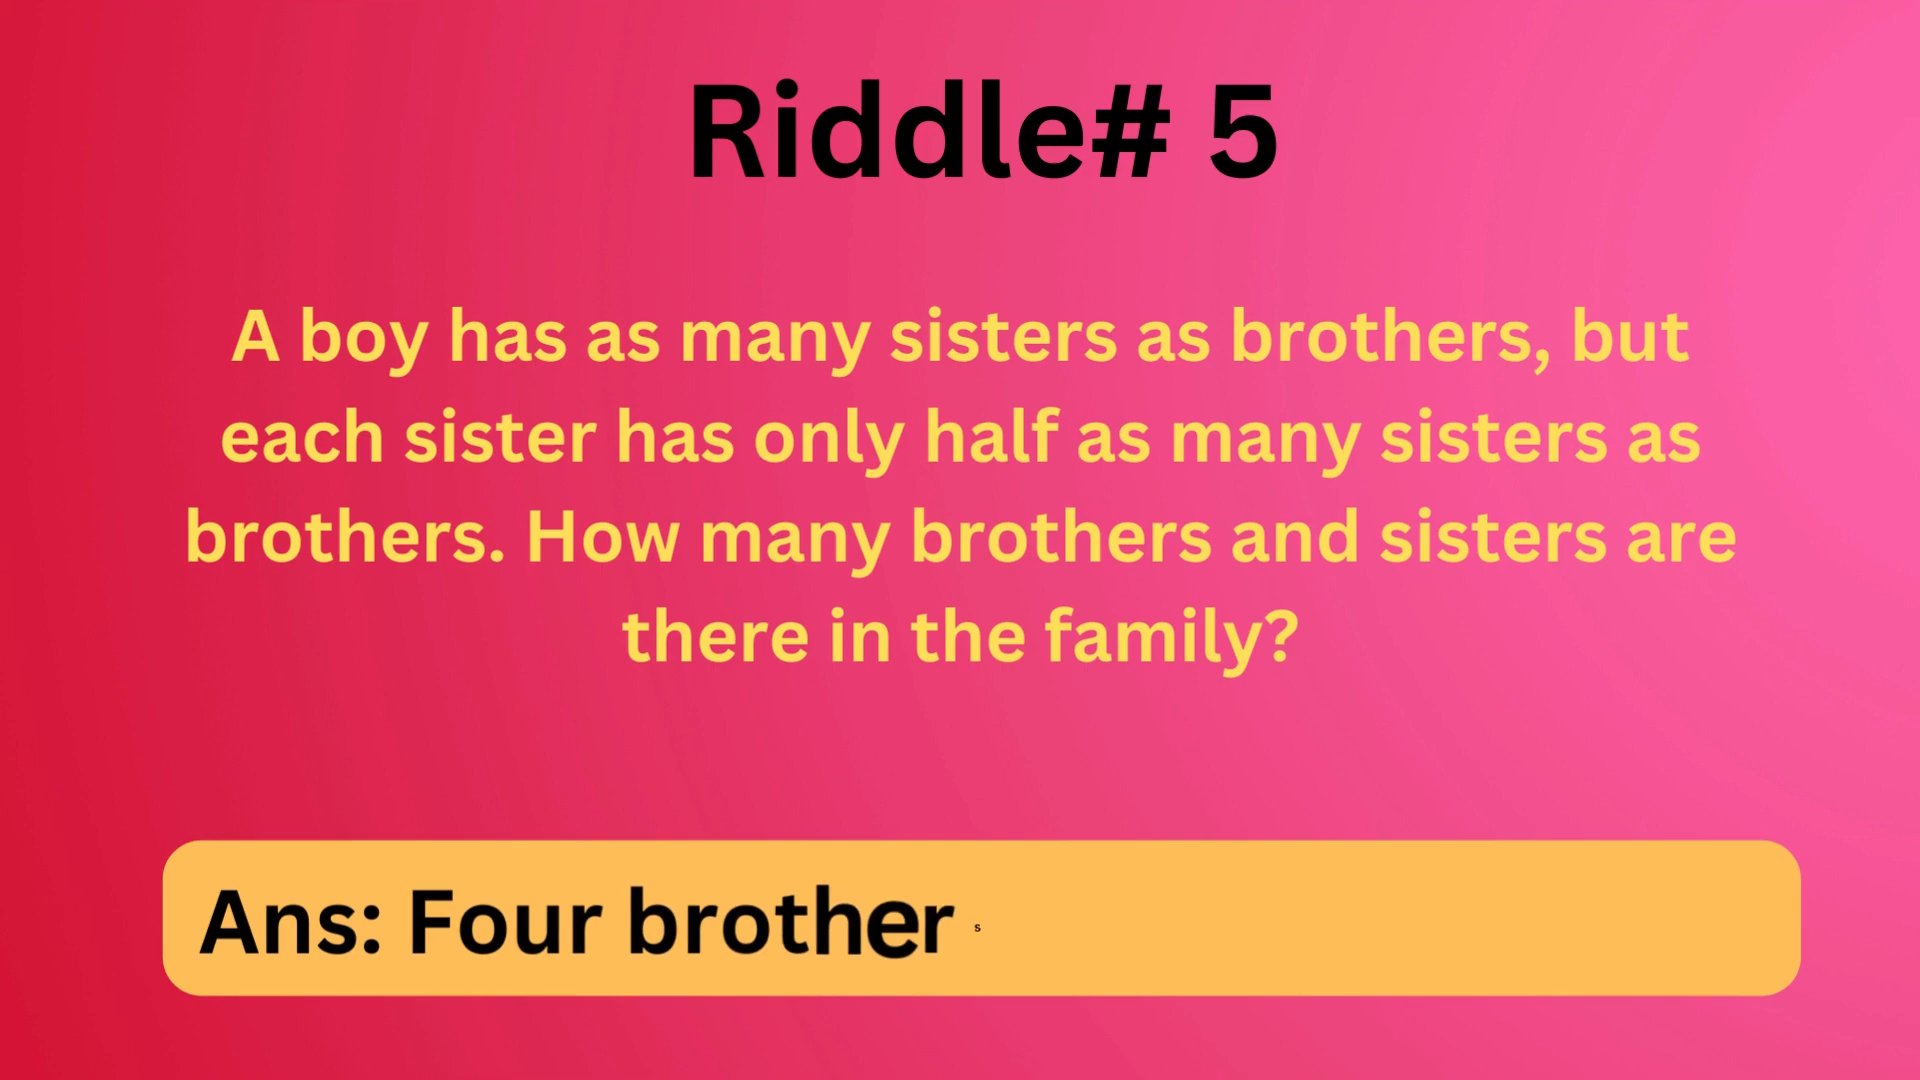 Riddle# 5
A boy has as many sisters as brothers, but
each sister has only half as many sisters as
brothers. How many brothers and sisters are
there in the family?
Ans: Four brother s